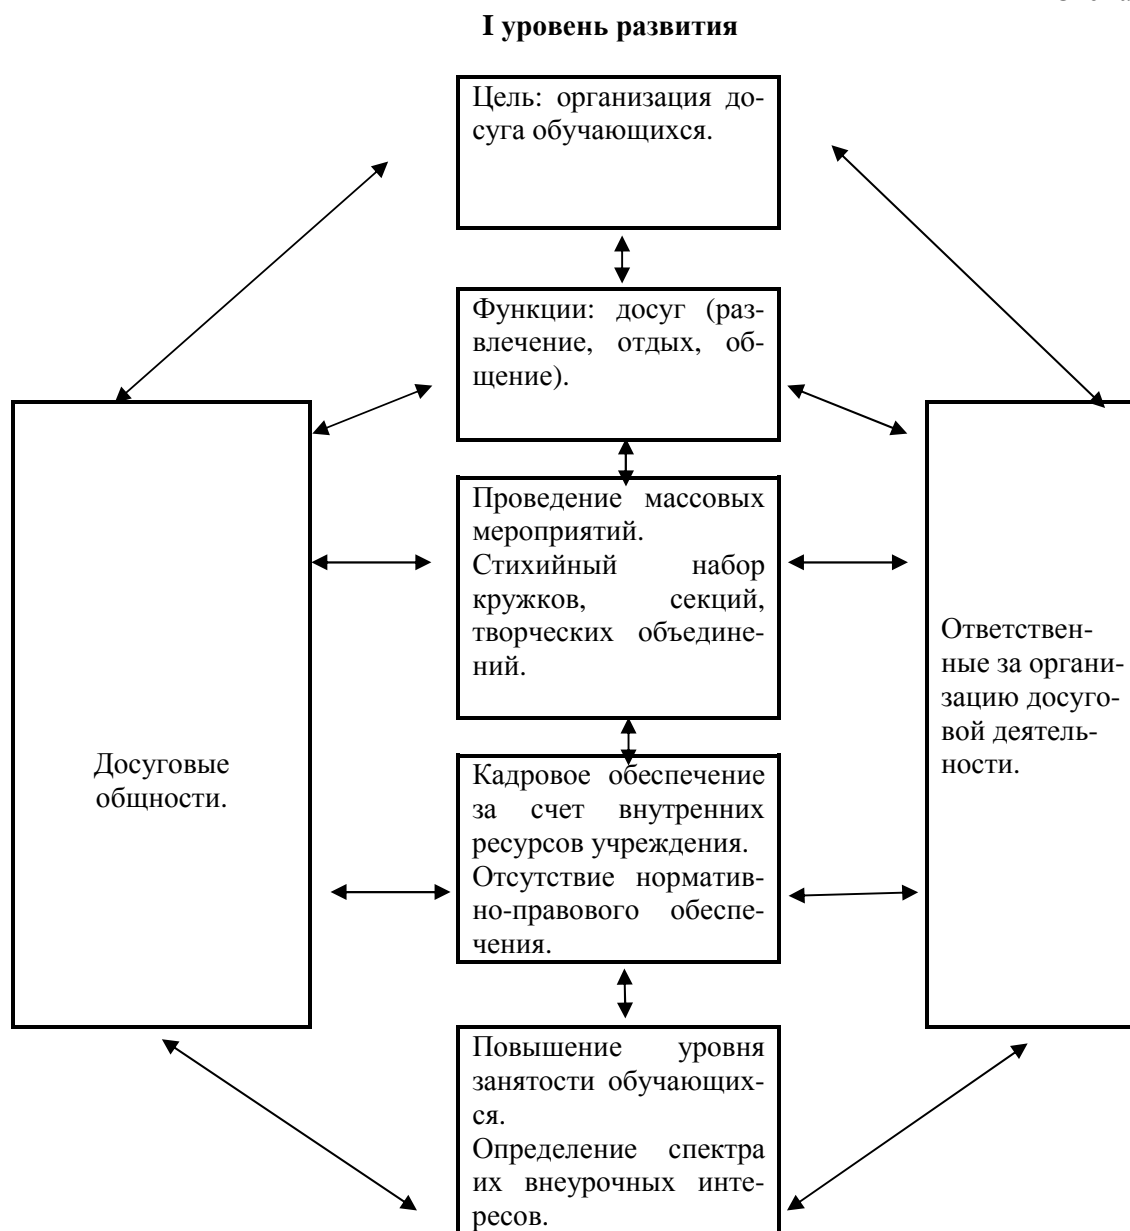 I уровень развития
Цель: организация до-
суга обучающихся.
Функции: досуг (раз-
влечение, отдых, об-
щение).
Проведение массовых
мероприятий.
Стихийный набор
кружков, секций,
творческих объедине-
ний.
Ответствен-
ные за органи-
зацию досуго-
вой деятель-
ности.
Досуговые
общности.
Кадровое обеспечение
за счет внутренних
ресурсов учреждения.
Отсутствие норматив-
но-правового обеспе-
чения.
Повышение уровня
занятости обучающих-
ся.
Определение спектра
их внеурочных инте-
ресов.